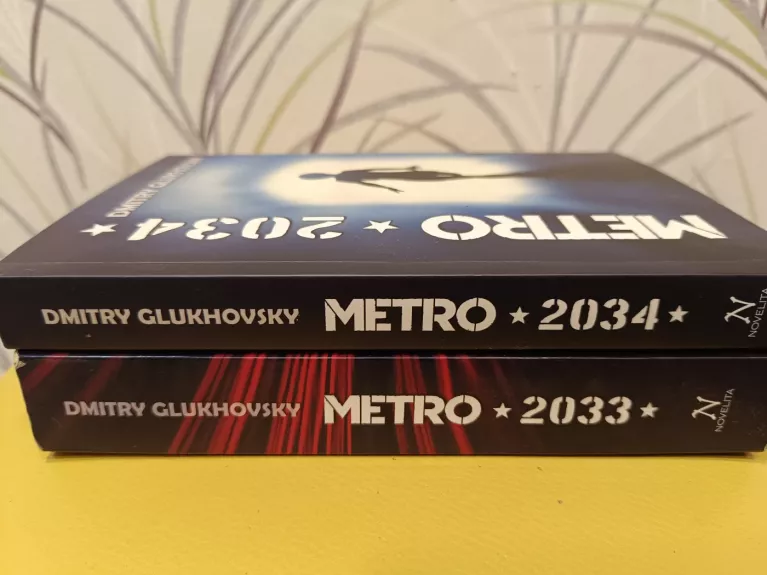 DMITRY GLUKHOVSKY
METRO ★ 2034 ★
DMITRY GLUKHOVSKY METRO ★ 2034 ★ N NOVELITA
DMITRY GLUKHOVSKY METRO ★ 2033 ★ N NOVELITA